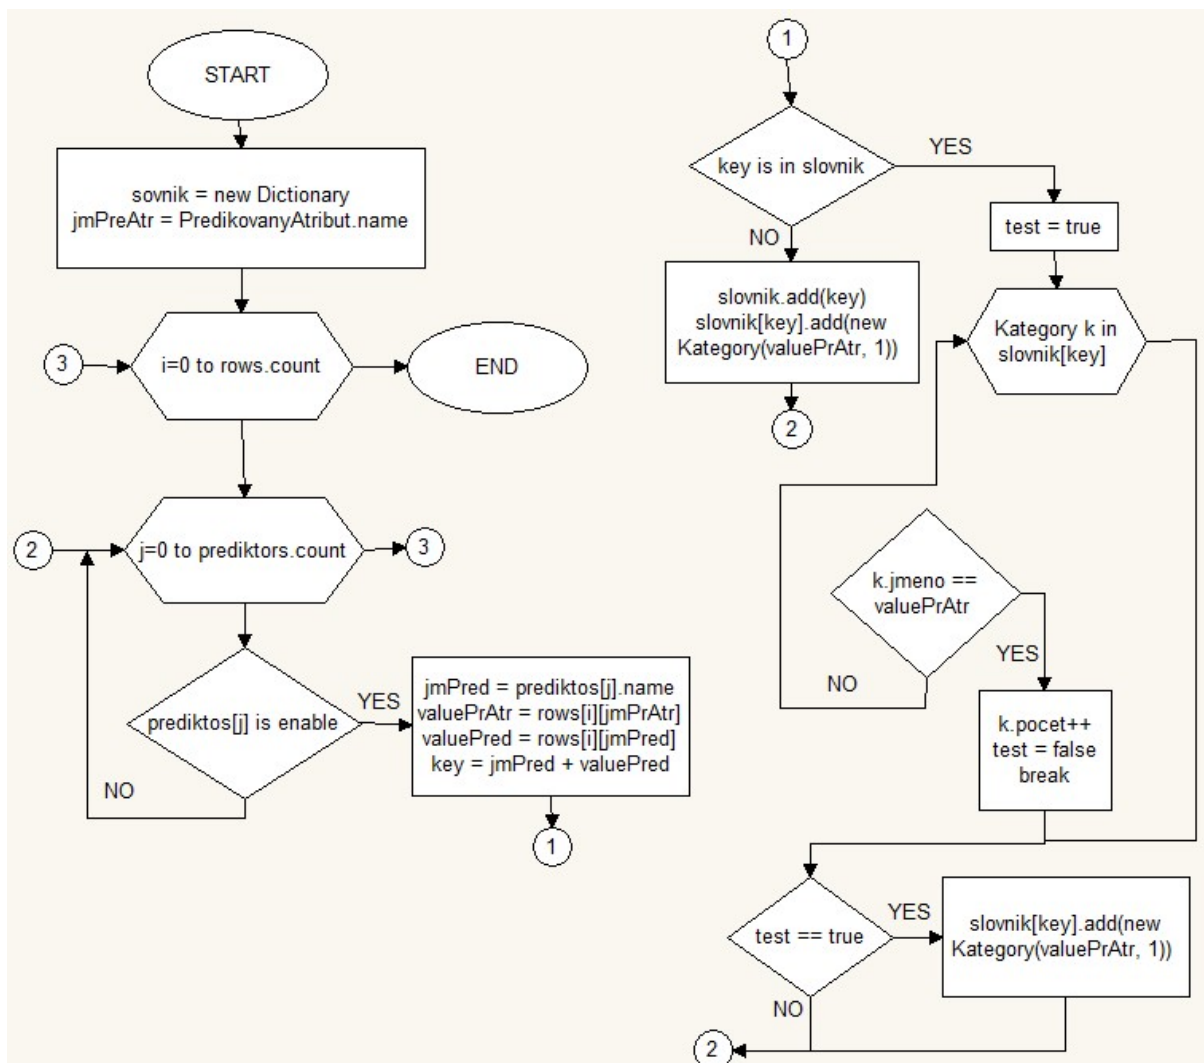 START
sovnik = new Dictionary
jmPreAtr = PredikovanyAtribut.name
3
i=0 to rows.count
END
2
j=0 to prediktors.count
3
prediktos[j] is enable
YES
NO
jmPred = prediktos[j].name
valuePrAtr = rows[i][jmPrAtr]
valuePred = rows[i][jmPred]
key = jmPred + valuePred
1
1
key is in slovnik
YES
NO
test = true
slovnik.add(key)
slovnik[key].add(new
Kategory(valuePrAtr, 1))
2
Kategory k in
slovnik[key]
k.jmeno ==
valuePrAtr
YES
NO
k.pocet++
test = false
break
test == true
YES
NO
slovnik[key].add(new
Kategory(valuePrAtr, 1))
2